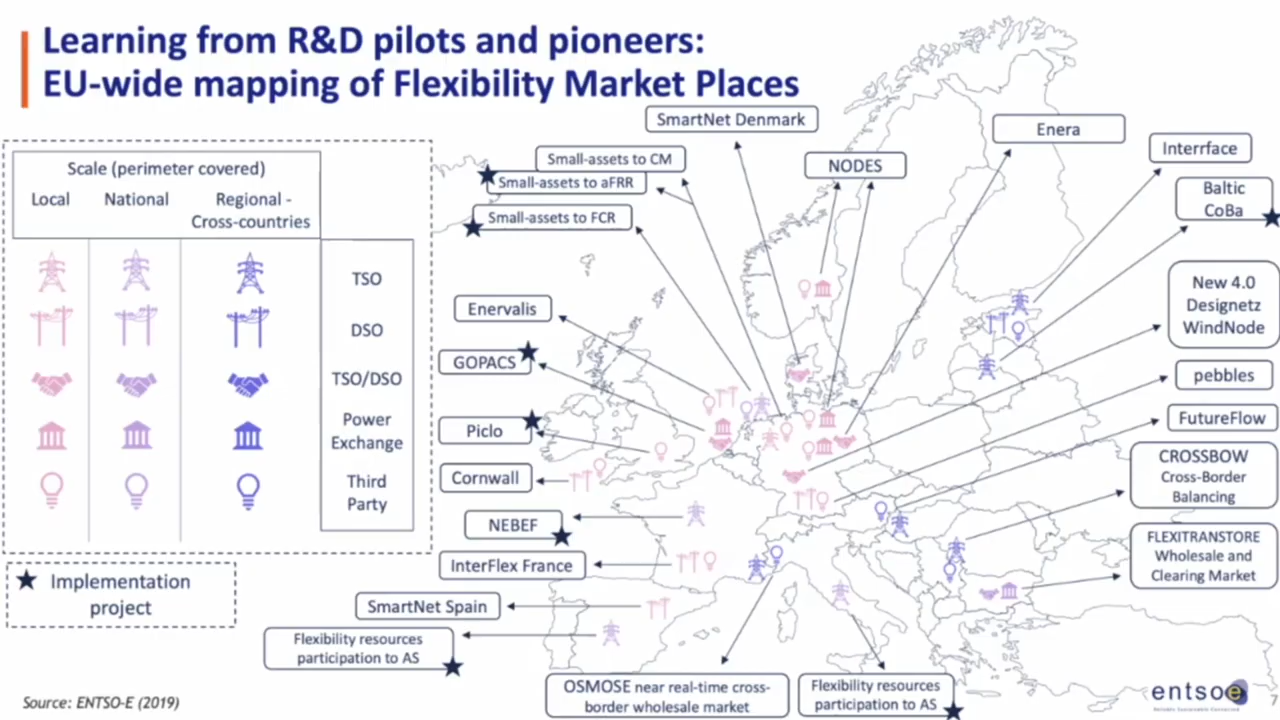 Learning from R&D pilots and pioneers:
EU-wide mapping of Flexibility Market Places
Scale (perimeter covered)
Local
National
Regional -
Cross-countries
TSO
DSO
TSO/DSO
Power
Exchange
Third
Party
Implementation
project
SmartNet Denmark
Small-assets to CM
Small-assets to aFRR
Small-assets to FCR
NODES
Enera
Interrface
Baltic
CoBa
Enervalis
GOPACS
Piclo
Cornwall
NEBEF
InterFlex France
SmartNet Spain
Flexibility resources
participation to AS
New 4.0
Designetz
WindNode
pebbles
FutureFlow
CROSSBOW
Cross-Border
Balancing
FLEXITRANSTORE
Wholesale and
Clearing Market
OSMOSE near real-time cross-
border wholesale market
Flexibility resources
participation to AS
Source: ENTSO-E (2019)
entsoe
Reliable Sustainable Connected
7